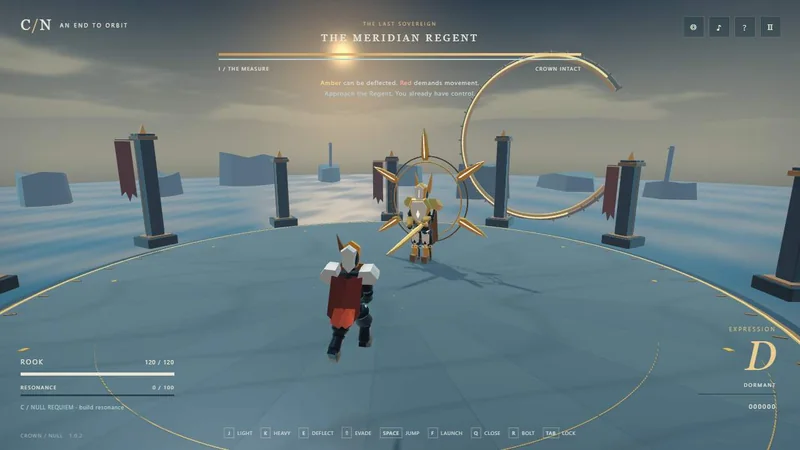 C/N AN END TO ORBIT
THE LAST SOVEREIGN
THE MERIDIAN REGENT
I / THE MEASURE
CROWN INTACT
Amber can be deflected. Red demands movement.
Approach the Regent. You already have control.
?
EXPRESSION
D
DORMANT
000000
ROOK 120 / 120
RESONANCE 0 / 100
C / NULL REQUIEM · Build resonance
J LIGHT K HEAVY E DEFLECT EVADE SPACE JUMP F LAUNCH Q CLOSE R BOLT TAB LOCK
CROWN / NULL